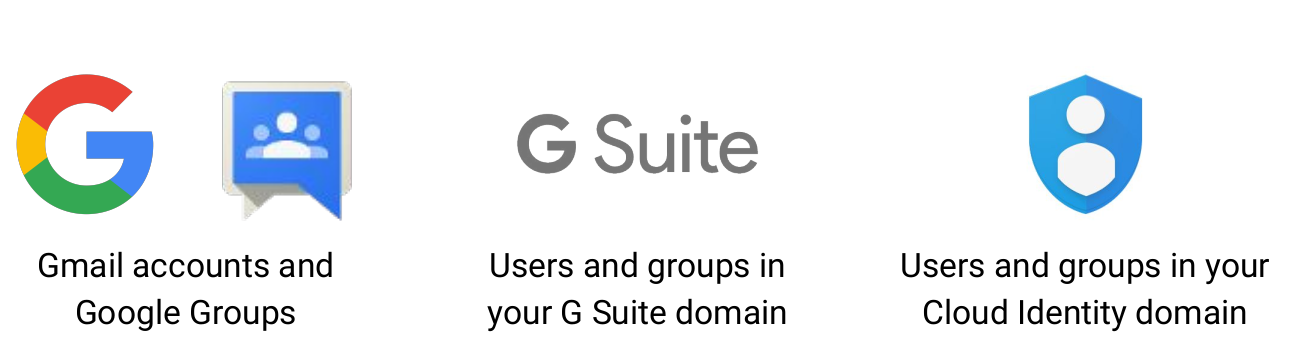 G Suite
Gmail accounts and
Google Groups
Users and groups in
your G Suite domain
Users and groups in your
Cloud Identity domain